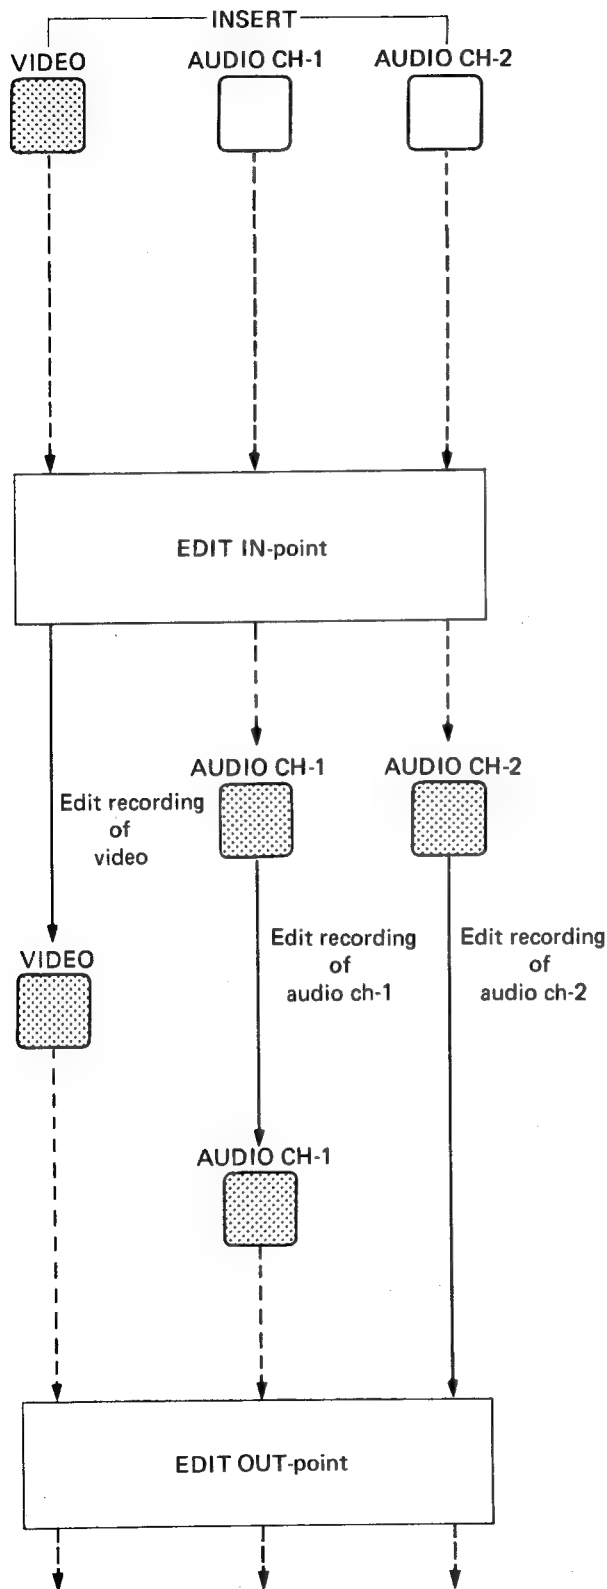 INSERT
VIDEO
AUDIO CH-1
AUDIO CH-2
EDIT IN-point
AUDIO CH-1
AUDIO CH-2
Edit recording
of
video
Edit recording
of
audio ch-1
Edit recording
of
audio ch-2
VIDEO
AUDIO CH-1
EDIT OUT-point